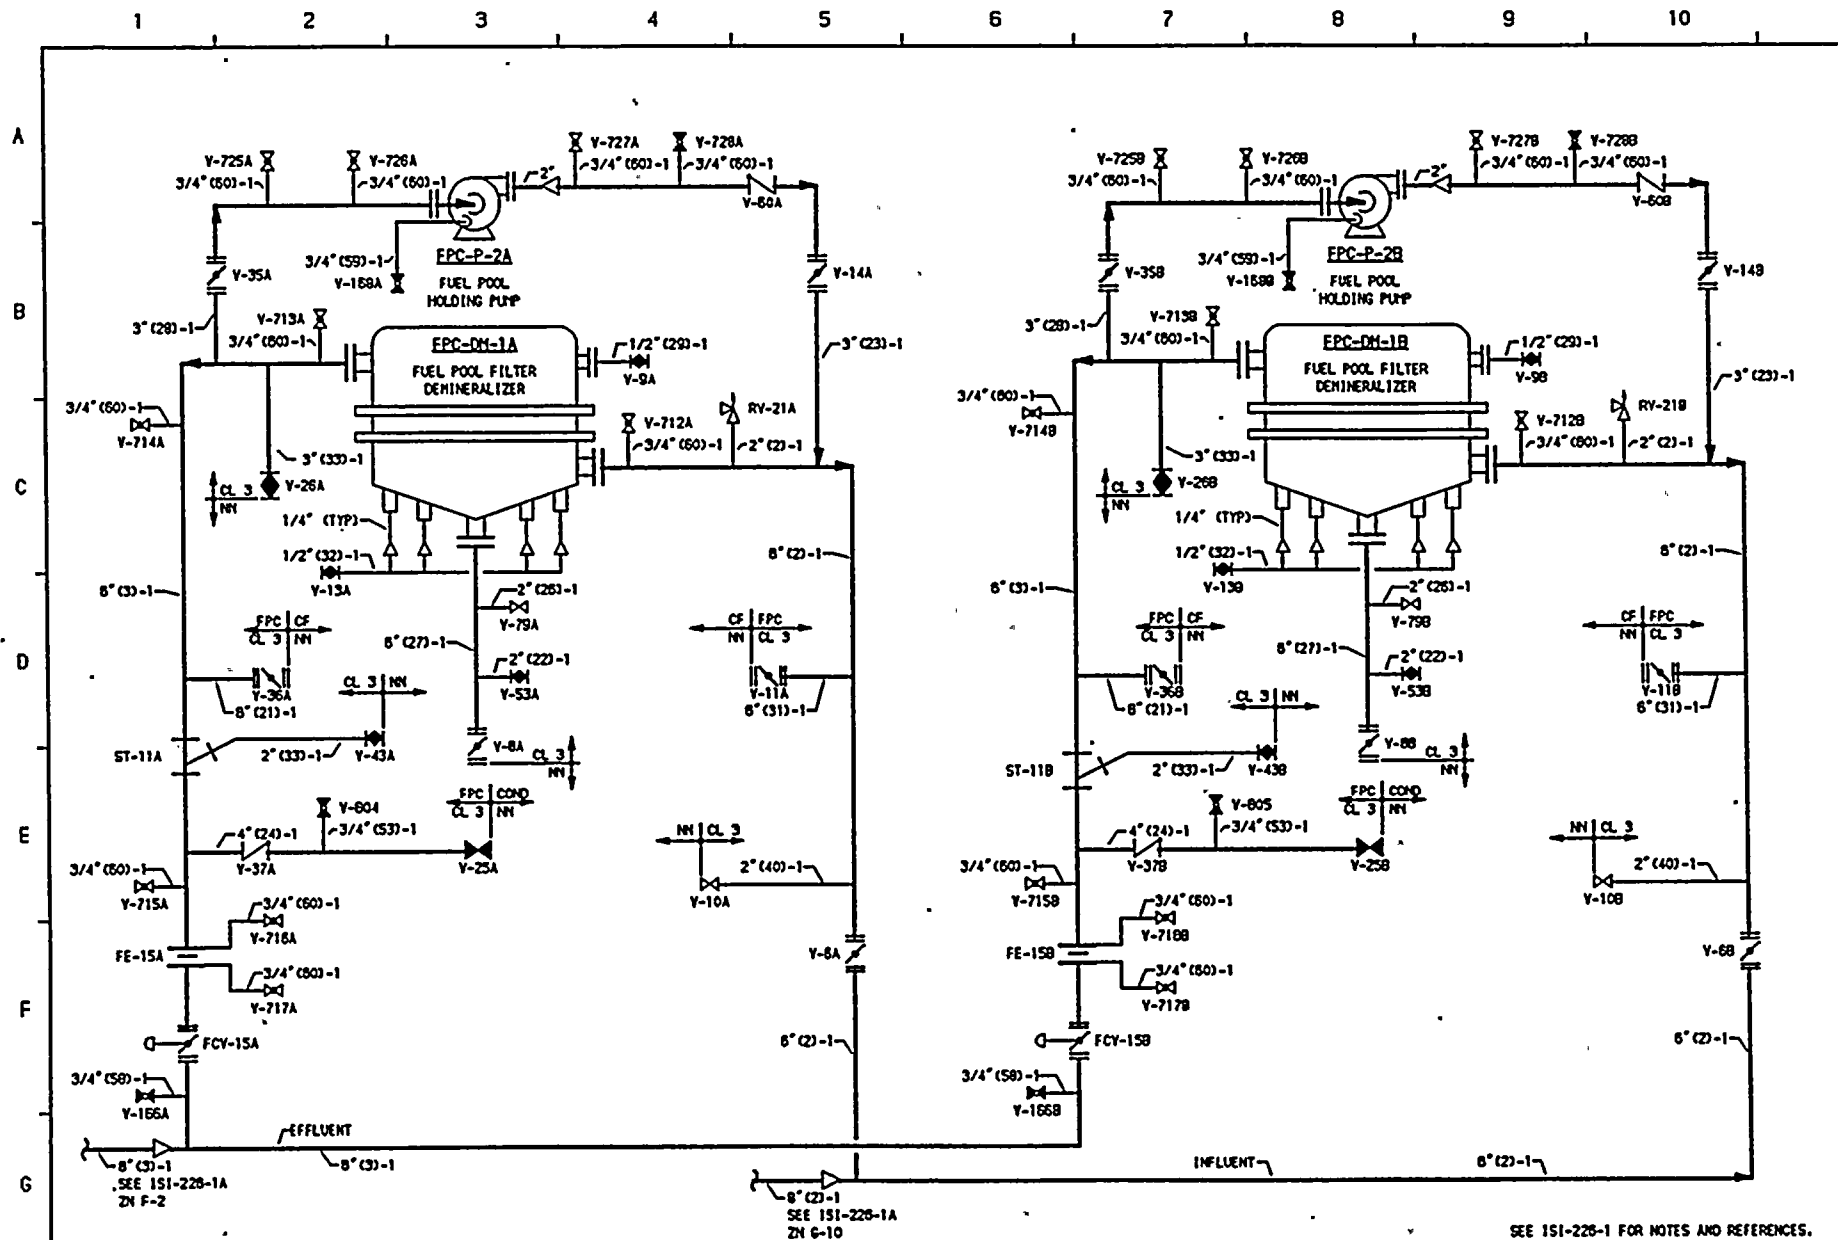 1 2 3 4 5 6 7 8 9 10
A
B
C
D
E
F
G
V-725A
3/4"(60)-1
V-726A
3/4"(60)-1
2"
V-727A
3/4"(60)-1
V-728A
3/4"(60)-1
V-60A
3/4"(59)-1
V-168A
FPC-P-2A
FUEL POOL
HOLDING PUMP
V-35A
V-14A
3"(28)-1
V-713A
3/4"(60)-1
FPC-DM-1A
FUEL POOL FILTER
DEMINERALIZER
1/2"(29)-1
V-9A
3"(23)-1
3/4"(60)-1
V-714A
V-712A
3/4"(60)-1
RV-21A
2"(2)-1
3"(33)-1
V-26A
CL 3
NN
1/4" (TYP)
1/2"(32)-1
V-13A
6"(2)-1
6"(3)-1
2"(26)-1
V-79A
FPC CF
CL 3 NN
6"(27)-1
CF FPC
NN CL 3
V-36A
6"(21)-1
2"(22)-1
V-53A
V-11A
6"(31)-1
CL 3 NN
ST-11A
2"(33)-1
V-43A
V-8A
CL 3
NN
FPC COND
CL 3 NN
V-604
3/4"(53)-1
4"(24)-1
V-37A
V-25A
NN CL 3
2"(40)-1
V-10A
3/4"(60)-1
V-715A
3/4"(60)-1
V-716A
FE-15A
3/4"(60)-1
V-717A
V-6A
FCV-15A
6"(2)-1
3/4"(58)-1
V-166A
EFFLUENT
8"(3)-1
SEE ISI-226-1A
ZN F-2
8"(3)-1
8"(2)-1
SEE ISI-226-1A
ZN G-10
V-725B
3/4"(60)-1
V-726B
3/4"(60)-1
2"
V-727B
3/4"(60)-1
V-728B
3/4"(60)-1
V-60B
3/4"(59)-1
V-168B
FPC-P-2B
FUEL POOL
HOLDING PUMP
V-35B
V-14B
3"(28)-1
V-713B
3/4"(60)-1
FPC-DM-1B
FUEL POOL FILTER
DEMINERALIZER
1/2"(29)-1
V-9B
3"(23)-1
3/4"(60)-1
V-714B
V-712B
3/4"(60)-1
RV-21B
2"(2)-1
3"(33)-1
V-26B
CL 3
NN
1/4" (TYP)
1/2"(32)-1
V-13B
6"(2)-1
6"(3)-1
2"(26)-1
V-79B
FPC CF
CL 3 NN
6"(27)-1
CF FPC
NN CL 3
V-36B
6"(21)-1
2"(22)-1
V-53B
V-11B
6"(31)-1
CL 3 NN
ST-11B
2"(33)-1
V-43B
V-8B
CL 3
NN
FPC COND
CL 3 NN
V-605
3/4"(53)-1
4"(24)-1
V-37B
V-25B
NN CL 3
2"(40)-1
V-10B
3/4"(60)-1
V-715B
3/4"(60)-1
V-716B
FE-15B
3/4"(60)-1
V-717B
V-6B
FCV-15B
6"(2)-1
3/4"(58)-1
V-166B
INFLUENT
6"(2)-1
SEE ISI-226-1 FOR NOTES AND REFERENCES.